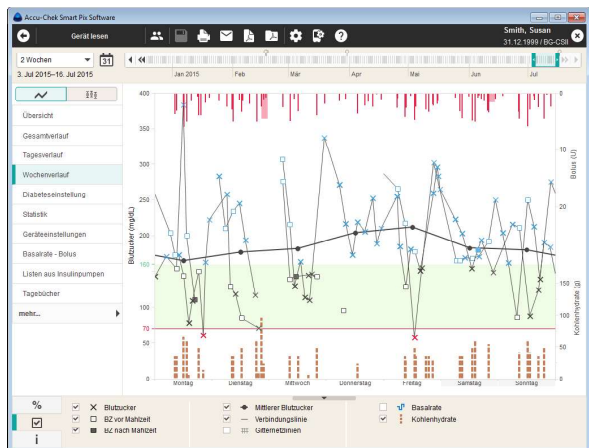 Accu-Chek Smart Pix Software
Gerät lesen
Smith, Susan
31.12.1999 / BG-CSII
2 Wochen
31
3. Jul 2015–16. Jul 2015
Jan 2015 Feb Mär Apr Mai Jun Jul
Übersicht
Gesamtverlauf
Tagesverlauf
Wochenverlauf
Diabeteseinstellung
Statistik
Geräteeinstellungen
Basalrate - Bolus
Listen aus Insulinpumpen
Tagebücher
mehr...
Blutzucker (mg/dL)
400
350
300
250
200
160
100
70
50
0
Bolus (U)
0
10
20
Kohlenhydrate (g)
150
100
50
0
Montag Dienstag Mittwoch Donnerstag Freitag Samstag Sonntag
%
i
Blutzucker
BZ vor Mahlzeit
BZ nach Mahlzeit
Mittlerer Blutzucker
Verbindungslinie
Gitternetzlinien
Basalrate
Kohlenhydrate